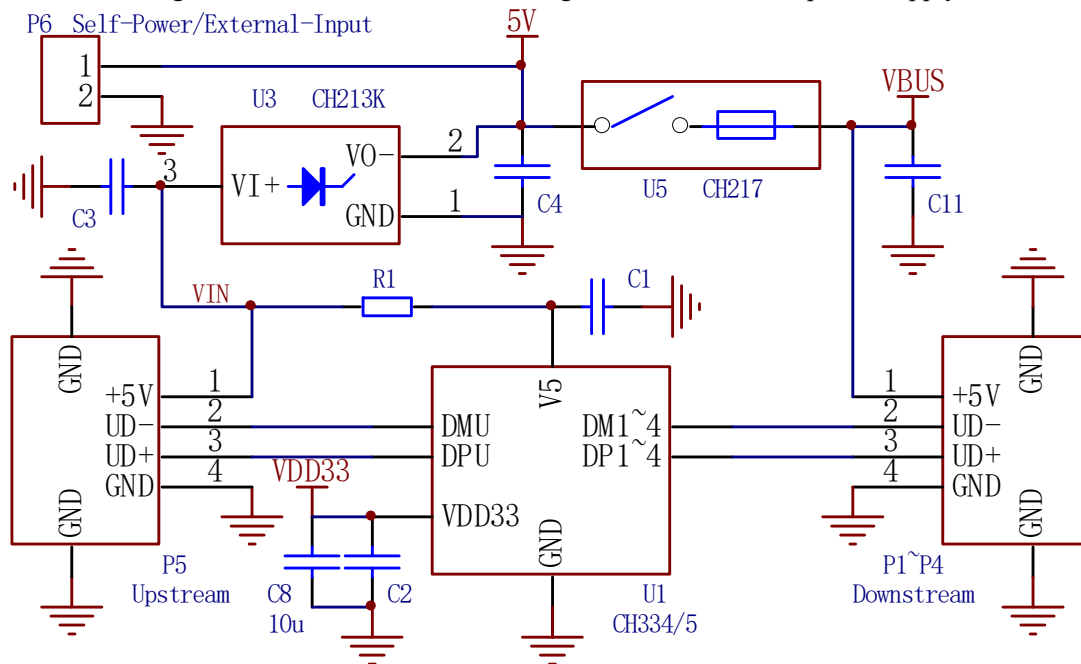 P6 Self-Power/External-Input
5V
1
2
VBUS
U3 CH213K
VO-
2
3
VI+
GND
1
C3
C4
U5 CH217
C11
VIN
R1
C1
GND
GND
V5
1
+5V
1
+5V
2
UD-
DMU
DM1~4
2
UD-
3
UD+
DPU
DP1~4
3
UD+
4
GND
VDD33
4
GND
VDD33
GND
GND
GND
P5
Upstream
C8
10u
C2
U1
CH334/5
P1~P4
Downstream